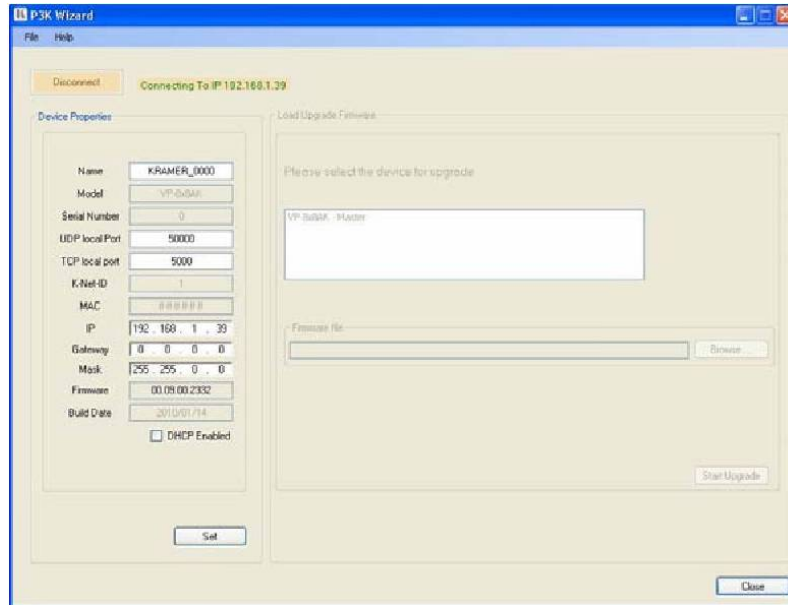 P3K Wizard
File Help
Disconnect
Connecting To IP 192.168.1.39
Device Properties
Name KRAMER_0000
Model
Serial Number 0
UDP local Port 50000
TCP local port 5000
K-Net-ID 1
MAC
IP 192 . 168 . 1 . 39
Gateway 0 . 0 . 0 . 0
Mask 255 . 255 . 0 . 0
Firmware 00.09.00.2332
Build Date 2010/01/14
DHCP Enabled
Set
Load Upgrade Firmware
Please select the device for upgrade
- Master
Firmware file
Browse ...
Start Upgrade
Close